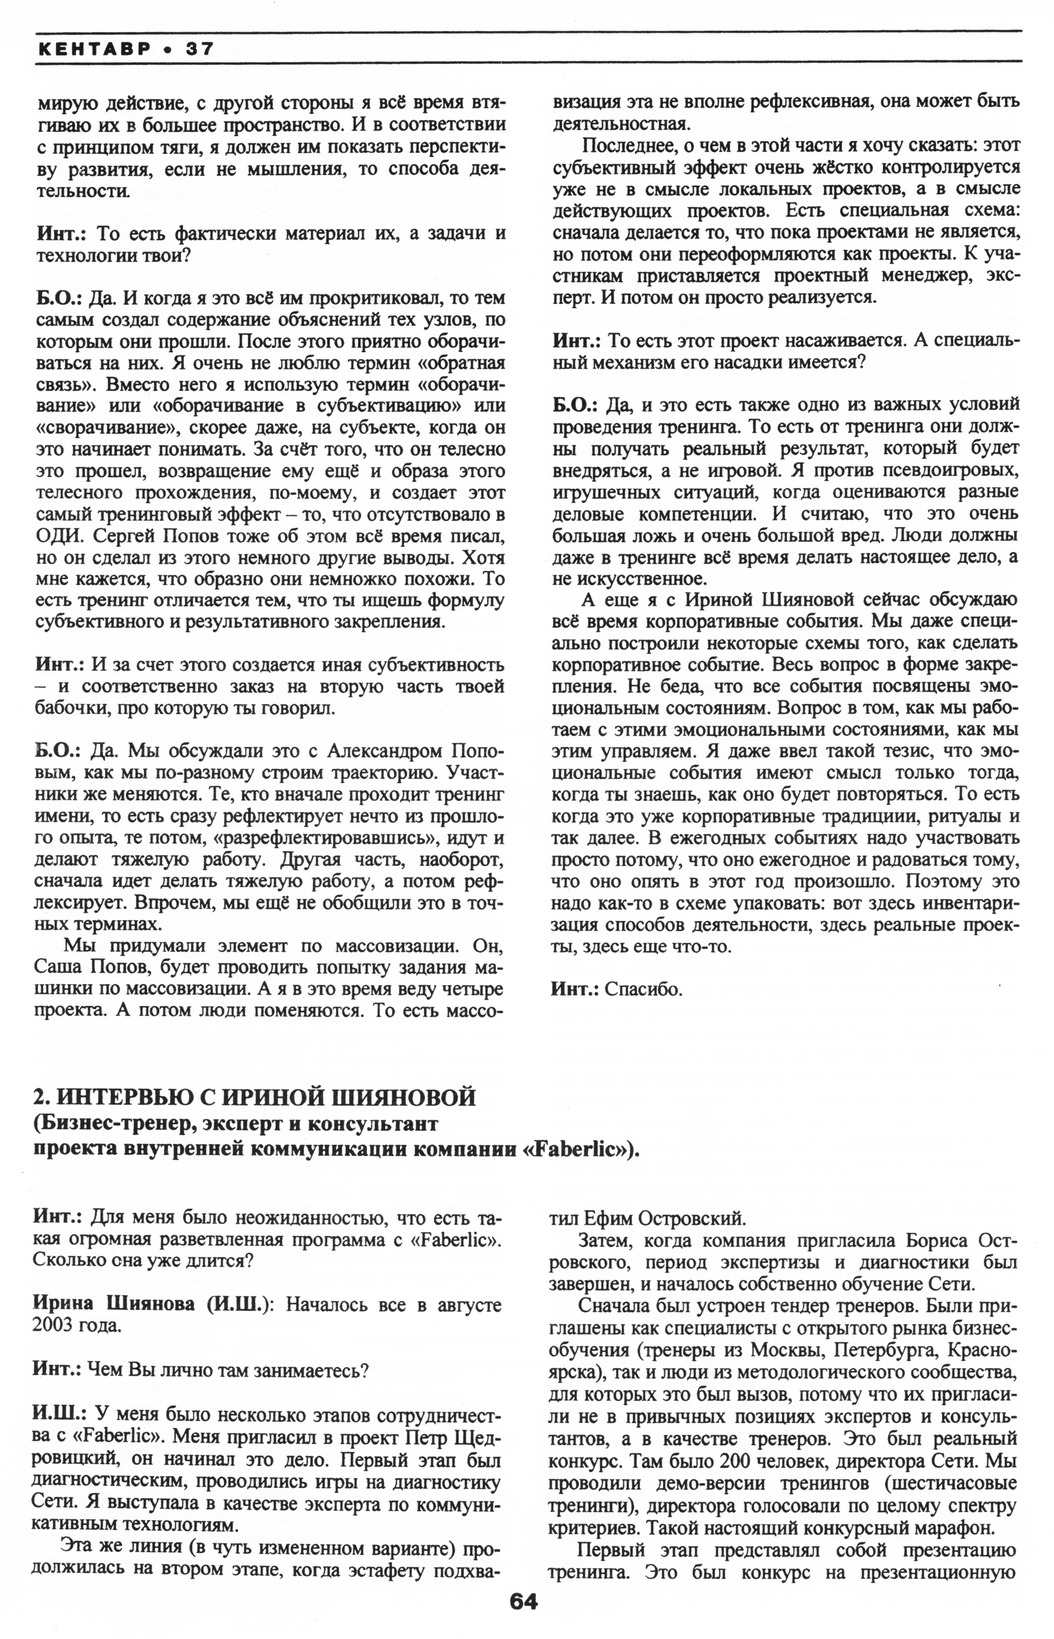 КЕНТАВР • 37
мирую действие, с другой стороны я всё время втя-
гиваю их в большее пространство. И в соответствии
с принципом тяги, я должен им показать перспекти-
ву развития, если не мышления, то способа дея-
тельности.
Инт.: То есть фактически материал их, а задачи и
технологии твои?
Б.О.: Да. И когда я это всё им прокритиковал, то тем
самым создал содержание объяснений тех узлов, по
которым они прошли. После этого приятно оборачи-
ваться на них. Я очень не люблю термин «обратная
связь». Вместо него я использую термин «оборачи-
вание» или «оборачивание в субъективацию» или
«сворачивание», скорее даже, на субъекте, когда он
это начинает понимать. За счёт того, что он телесно
это прошел, возвращение ему ещё и образа этого
телесного прохождения, по-моему, и создает этот
самый тренинговый эффект – то, что отсутствовало в
ОДИ. Сергей Попов тоже об этом всё время писал,
но он сделал из этого немного другие выводы. Хотя
мне кажется, что образно они немножко похожи. То
есть тренинг отличается тем, что ты ищешь формулу
субъективного и результативного закрепления.
Инт.: И за счет этого создается иная субъективность
– и соответственно заказ на вторую часть твоей
бабочки, про которую ты говорил.
Б.О.: Да. Мы обсуждали это с Александром Попо-
вым, как мы по-разному строим траекторию. Участ-
ники же меняются. Те, кто вначале проходит тренинг
имени, то есть сразу рефлектирует нечто из прошло-
го опыта, те потом, «разрефлектировавшись», идут и
делают тяжелую работу. Другая часть, наоборот,
сначала идет делать тяжелую работу, а потом реф-
лексирует. Впрочем, мы ещё не обобщили это в точ-
ных терминах.
Мы придумали элемент по массовизации. Он,
Саша Попов, будет проводить попытку задания ма-
шинки по массовизации. А я в это время веду четыре
проекта. А потом люди поменяются. То есть массо-
визация эта не вполне рефлексивная, она может быть
деятельностная.
Последнее, о чем в этой части я хочу сказать: этот
субъективный эффект очень жёстко контролируется
уже не в смысле локальных проектов, а в смысле
действующих проектов. Есть специальная схема:
сначала делается то, что пока проектами не является,
но потом они переоформляются как проекты. К уча-
стникам приставляется проектный менеджер, экс-
перт. И потом он просто реализуется.
Инт.: То есть этот проект насаживается. А специаль-
ный механизм его насадки имеется?
Б.О.: Да, и это есть также одно из важных условий
проведения тренинга. То есть от тренинга они долж-
ны получать реальный результат, который будет
внедряться, а не игровой. Я против псевдоигровых,
игрушечных ситуаций, когда оцениваются разные
деловые компетенции. И считаю, что это очень
большая ложь и очень большой вред. Люди должны
даже в тренинге всё время делать настоящее дело, а
не искусственное.
А еще я с Ириной Шияновой сейчас обсуждаю
всё время корпоративные события. Мы даже специ-
ально построили некоторые схемы того, как сделать
корпоративное событие. Весь вопрос в форме закре-
пления. Не беда, что все события посвящены эмо-
циональным состояниям. Вопрос в том, как мы рабо-
таем с этими эмоциональными состояниями, как мы
этим управляем. Я даже ввел такой тезис, что эмо-
циональные события имеют смысл только тогда,
когда ты знаешь, как оно будет повторяться. То есть
когда это уже корпоративные традициии, ритуалы и
так далее. В ежегодных событиях надо участвовать
просто потому, что оно ежегодное и радоваться тому,
что оно опять в этот год произошло. Поэтому это
надо как-то в схеме упаковать: вот здесь инвентари-
зация способов деятельности, здесь реальные проек-
ты, здесь еще что-то.
Инт.: Спасибо.
2. ИНТЕРВЬЮ С ИРИНОЙ ШИЯНОВОЙ
(Бизнес-тренер, эксперт и консультант
проекта внутренней коммуникации компании «Faberlic»).
Инт.: Для меня было неожиданностью, что есть та-
кая огромная разветвленная программа с «Faberlic».
Сколько она уже длится?
Ирина Шиянова (И.Ш.): Началось все в августе
2003 года.
Инт.: Чем Вы лично там занимаетесь?
И.Ш.: У меня было несколько этапов сотрудничест-
ва с «Faberlic». Меня пригласил в проект Петр Щед-
ровицкий, он начинал это дело. Первый этап был
диагностическим, проводились игры на диагностику
Сети. Я выступала в качестве эксперта по коммуни-
кативным технологиям.
Эта же линия (в чуть измененном варианте) про-
должилась на втором этапе, когда эстафету подхва-
тил Ефим Островский.
Затем, когда компания пригласила Бориса Ост-
ровского, период экспертизы и диагностики был
завершен, и началось собственно обучение Сети.
Сначала был устроен тендер тренеров. Были при-
глашены как специалисты с открытого рынка бизнес-
обучения (тренеры из Москвы, Петербурга, Красно-
ярска), так и люди из методологического сообщества,
для которых это был вызов, потому что их пригласи-
ли не в привычных позициях экспертов и консуль-
тантов, а в качестве тренеров. Это был реальный
конкурс. Там было 200 человек, директора Сети. Мы
проводили демо-версии тренингов (шестичасовые
тренинги), директора голосовали по целому спектру
критериев. Такой настоящий конкурсный марафон.
Первый этап представлял собой презентацию
тренинга. Это был конкурс на презентационную
64